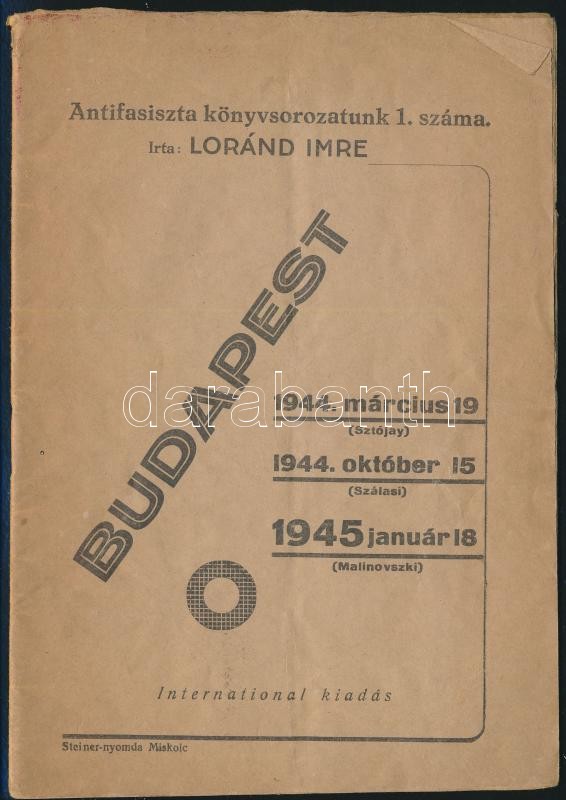 Antifasiszta könyvsorozatunk 1. száma.
Irta: LORÁND IMRE
BUDAPEST
darabanth
1944. március 19
(Sztójay)
1944. október 15
(Szálasi)
1945 január 18
(Malinovszki)
International kiadás
Steiner-nyomda Miskolc